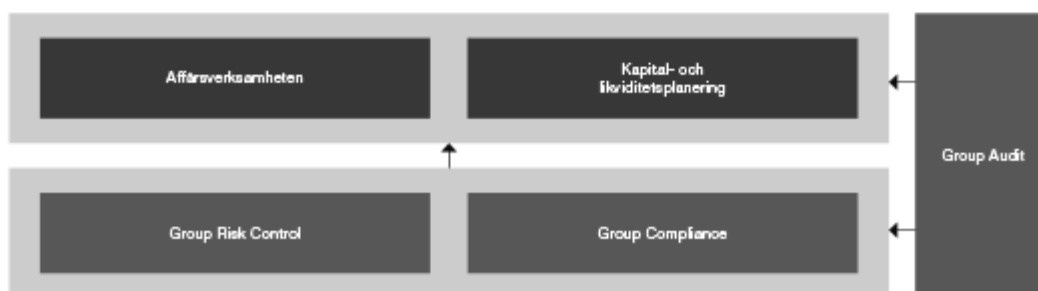 Affärsverksamheten
Kapital- och
likviditetsplanering
Group Audit
Group Risk Control
Group Compliance